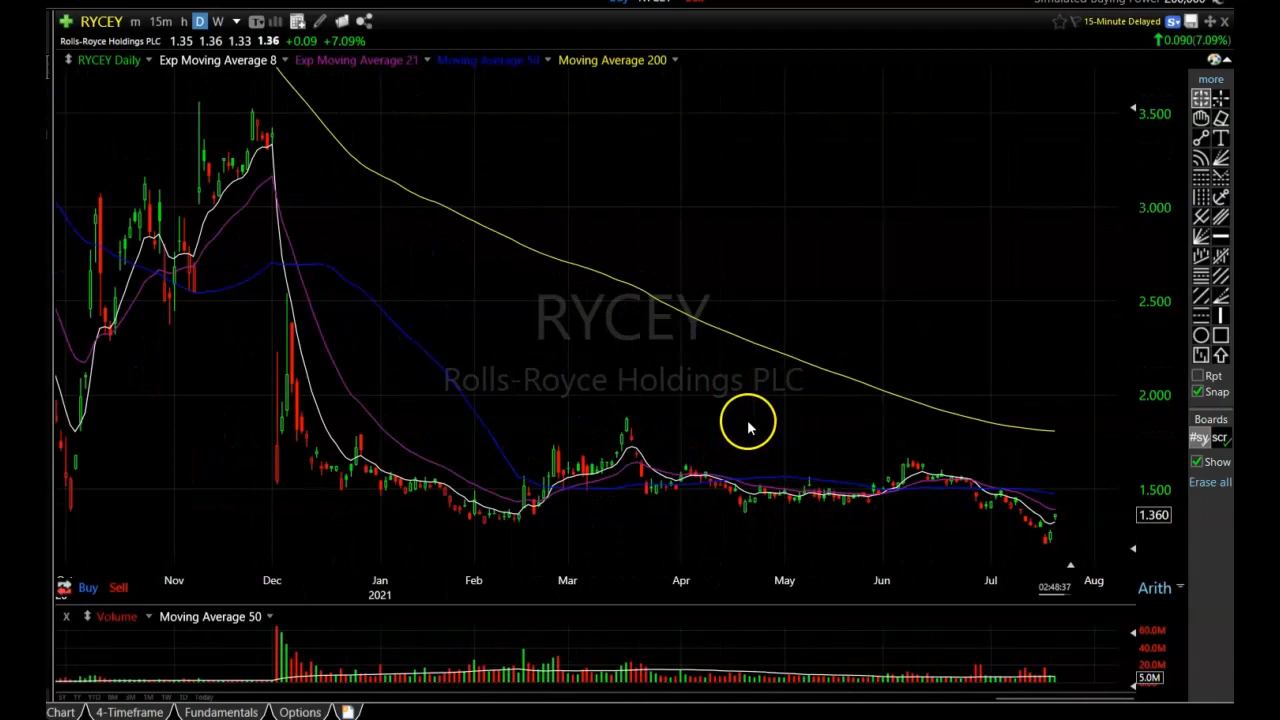 RYCEY m 15m h D W
15-Minute Delayed
Rolls-Royce Holdings PLC 1.35 1.36 1.33 1.36 +0.09 +7.09%
0.090(7.09%)
RYCEY Daily Exp Moving Average 8 Exp Moving Average 21 Moving Average 50 Moving Average 200
more
3.500
3.000
2.500
2.000
1.500
1.360
RYCEY
Rolls-Royce Holdings PLC
Rpt
Snap
Boards
#sy scr
Show
Erase all
Nov Dec Jan Feb Mar Apr May Jun Jul Aug
2021
Buy Sell
02:48:37
Arith
X Volume Moving Average 50
60.0M
40.0M
20.0M
5.0M
Today
Chart 4-Timeframe Fundamentals Options